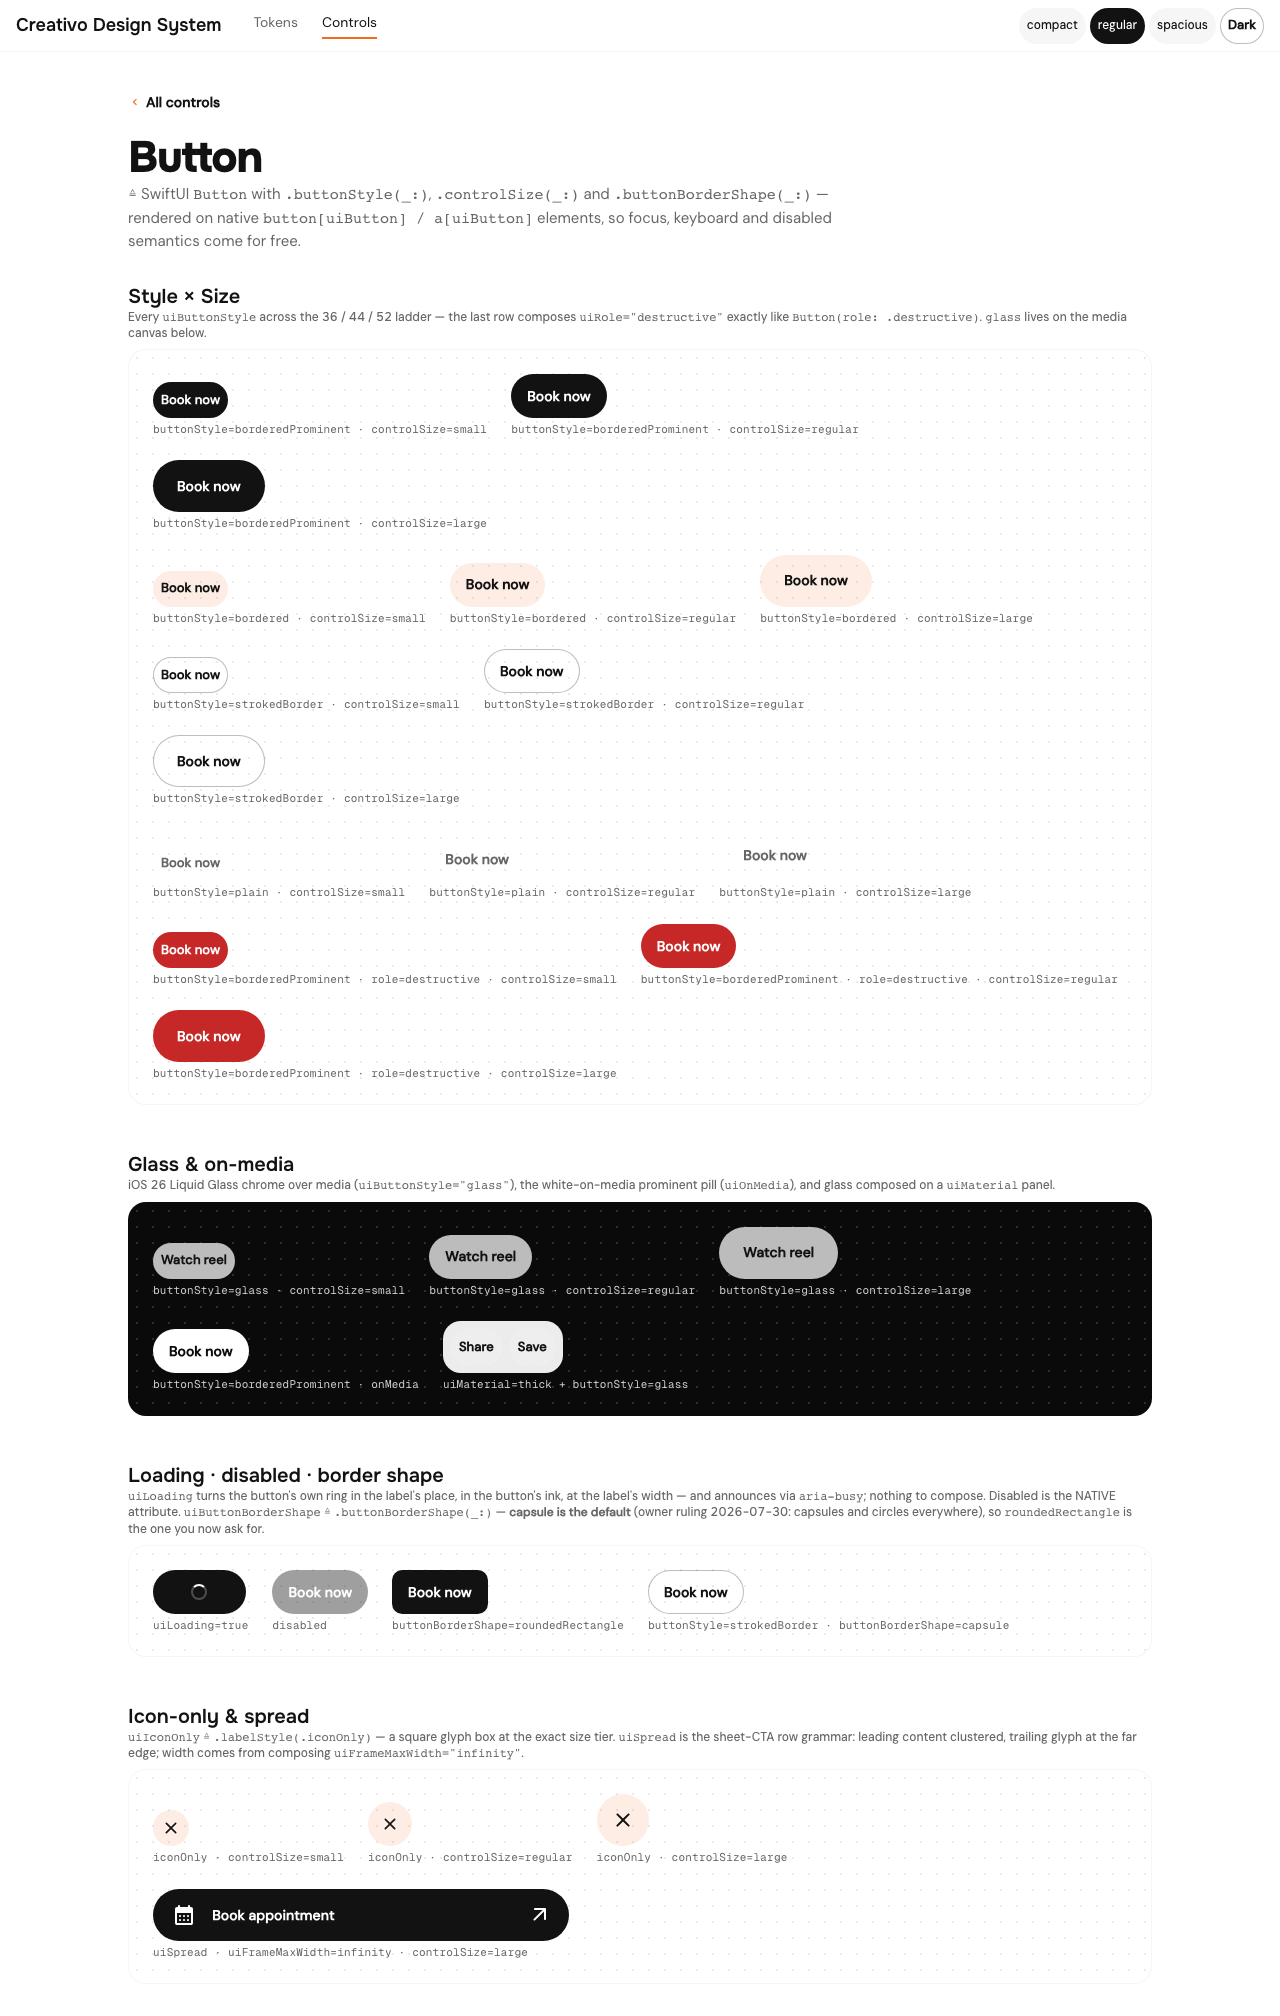 Creativo Design System Tokens Controls compact regular spacious Dark
‹ All controls
Button
≙ SwiftUI Button with .buttonStyle(_:), .controlSize(_:) and .buttonBorderShape(_:) —
rendered on native button[uiButton] / a[uiButton] elements, so focus, keyboard and disabled
semantics come for free.
Style × Size
Every uiButtonStyle across the 36 / 44 / 52 ladder — the last row composes uiRole="destructive" exactly like Button(role: .destructive). glass lives on the media
canvas below.
Book now Book now
buttonStyle=borderedProminent · controlSize=small buttonStyle=borderedProminent · controlSize=regular
Book now
buttonStyle=borderedProminent · controlSize=large
Book now Book now Book now
buttonStyle=bordered · controlSize=small buttonStyle=bordered · controlSize=regular buttonStyle=bordered · controlSize=large
Book now Book now
buttonStyle=strokedBorder · controlSize=small buttonStyle=strokedBorder · controlSize=regular
Book now
buttonStyle=strokedBorder · controlSize=large
Book now Book now Book now
buttonStyle=plain · controlSize=small buttonStyle=plain · controlSize=regular buttonStyle=plain · controlSize=large
Book now Book now
buttonStyle=borderedProminent · role=destructive · controlSize=small buttonStyle=borderedProminent · role=destructive · controlSize=regular
Book now
buttonStyle=borderedProminent · role=destructive · controlSize=large
Glass & on-media
iOS 26 Liquid Glass chrome over media (uiButtonStyle="glass"), the white-on-media prominent pill (uiOnMedia), and glass composed on a uiMaterial panel.
Watch reel Watch reel Watch reel
buttonStyle=glass · controlSize=small buttonStyle=glass · controlSize=regular buttonStyle=glass · controlSize=large
Book now Share Save
buttonStyle=borderedProminent · onMedia uiMaterial=thick + buttonStyle=glass
Loading · disabled · border shape
uiLoading turns the button's own ring in the label's place, in the button's ink, at the label's width — and announces via aria-busy; nothing to compose. Disabled is the NATIVE
attribute. uiButtonBorderShape ≙ .buttonBorderShape(_:) — capsule is the default (owner ruling 2026-07-30: capsules and circles everywhere), so roundedRectangle is
the one you now ask for.
Book now Book now Book now
uiLoading=true disabled buttonBorderShape=roundedRectangle buttonStyle=strokedBorder · buttonBorderShape=capsule
Icon-only & spread
uiIconOnly ≙ .labelStyle(.iconOnly) — a square glyph box at the exact size tier. uiSpread is the sheet-CTA row grammar: leading content clustered, trailing glyph at the far
edge; width comes from composing uiFrameMaxWidth="infinity".
iconOnly · controlSize=small iconOnly · controlSize=regular iconOnly · controlSize=large
Book appointment
uiSpread · uiFrameMaxWidth=infinity · controlSize=large